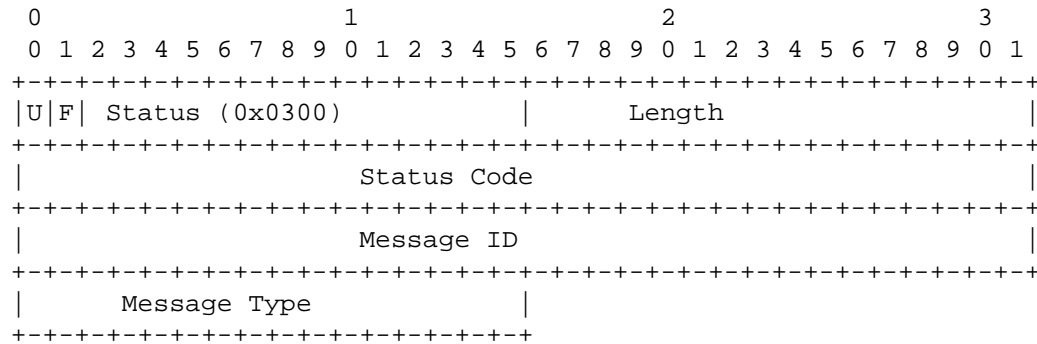 0                   1                   2                   3
 0 1 2 3 4 5 6 7 8 9 0 1 2 3 4 5 6 7 8 9 0 1 2 3 4 5 6 7 8 9 0 1
+-+-+-+-+-+-+-+-+-+-+-+-+-+-+-+-+-+-+-+-+-+-+-+-+-+-+-+-+-+-+-+-+
|U|F| Status (0x0300)           |      Length                   |
+-+-+-+-+-+-+-+-+-+-+-+-+-+-+-+-+-+-+-+-+-+-+-+-+-+-+-+-+-+-+-+-+
|                     Status Code                               |
+-+-+-+-+-+-+-+-+-+-+-+-+-+-+-+-+-+-+-+-+-+-+-+-+-+-+-+-+-+-+-+-+
|                     Message ID                                |
+-+-+-+-+-+-+-+-+-+-+-+-+-+-+-+-+-+-+-+-+-+-+-+-+-+-+-+-+-+-+-+-+
|      Message Type             |
+-+-+-+-+-+-+-+-+-+-+-+-+-+-+-+-+